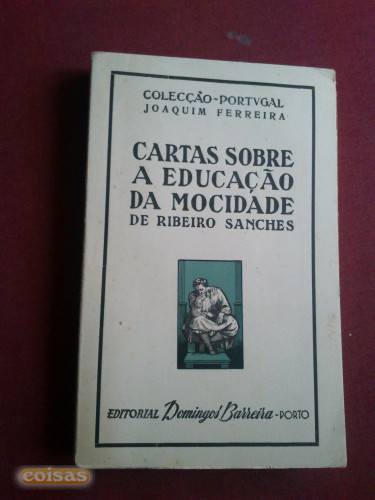 COLECÇÃO-PORTVGAL
JOAQUIM FERREIRA
CARTAS SOBRE
A EDUCAÇÃO
DA MOCIDADE
DE RIBEIRO SANCHES
EDITORIAL Domingos Barreira-PORTO
coisas